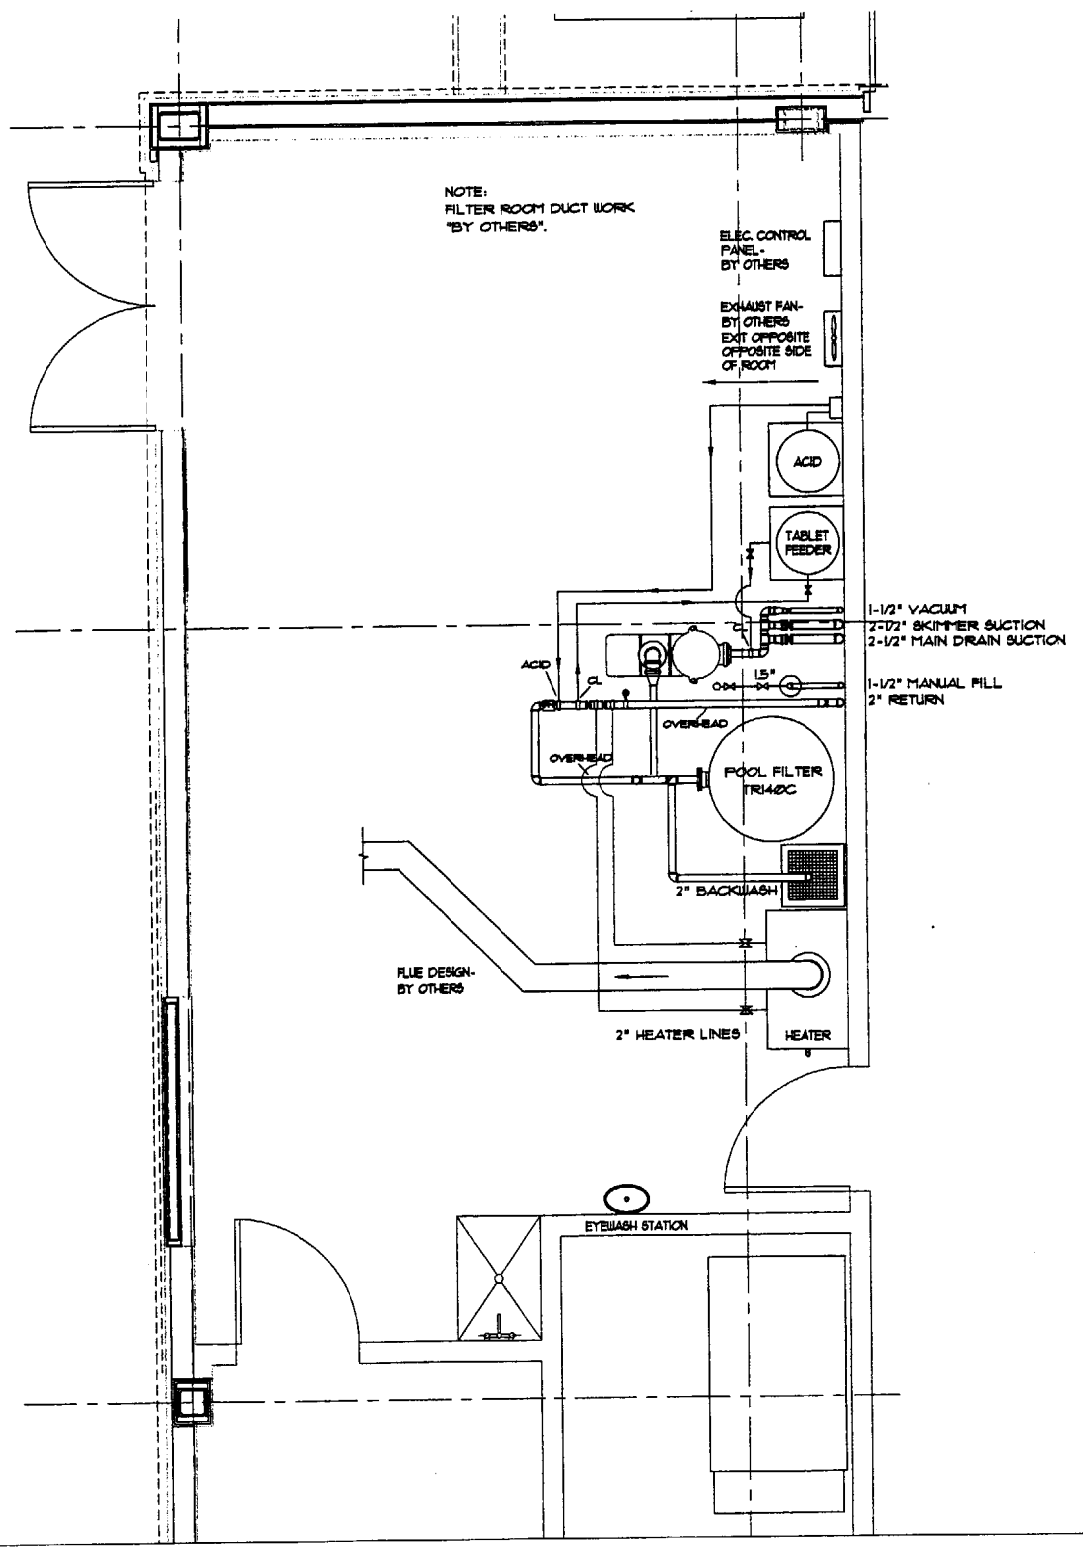 NOTE:
FILTER ROOM DUCT WORK
"BY OTHERS".
ELEC. CONTROL
PANEL-
BY OTHERS
EXHAUST FAN-
BY OTHERS
EXIT OPPOSITE
OPPOSITE SIDE
OF ROOM
ACID
TABLET
FEEDER
1-1/2" VACUUM
2-1/2" SKIMMER SUCTION
2-1/2" MAIN DRAIN SUCTION
ACID
CL
1.5"
1-1/2" MANUAL FILL
2" RETURN
OVERHEAD
OVERHEAD
POOL FILTER
TR140C
2" BACKWASH
FLUE DESIGN-
BY OTHERS
2" HEATER LINES
HEATER
EYEWASH STATION